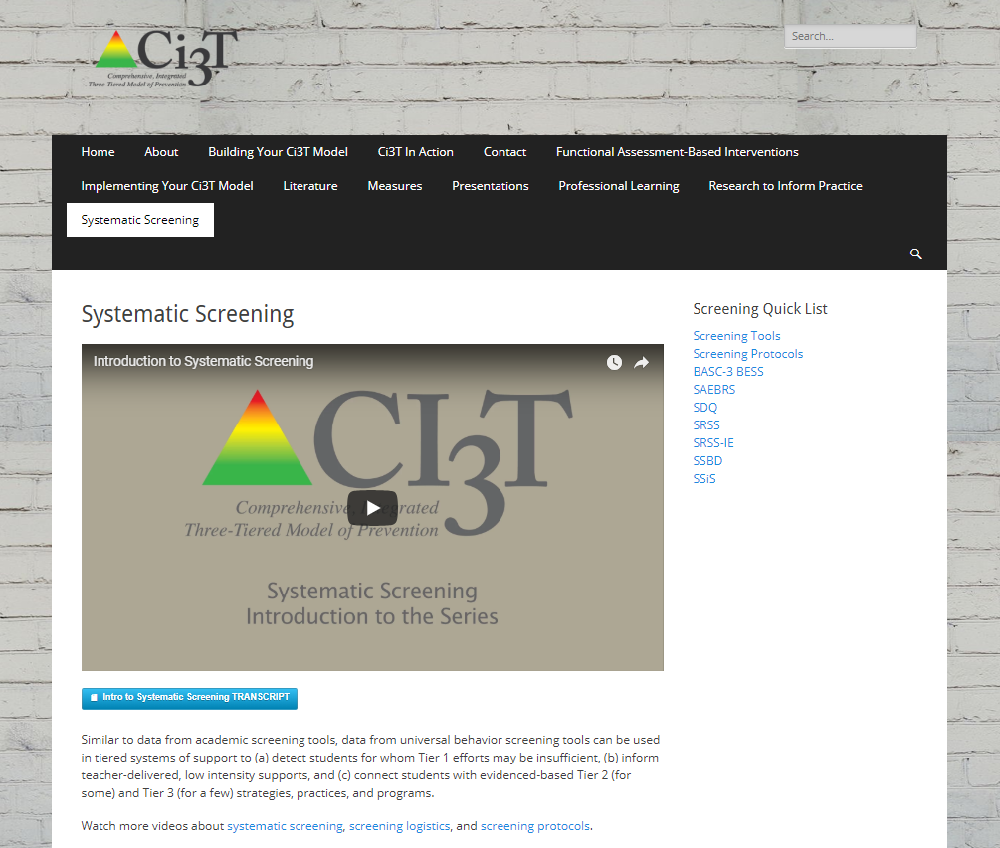 Ci3T
Comprehensive, Integrated
Three-Tiered Model of Prevention
Search...
Home About Building Your Ci3T Model Ci3T In Action Contact Functional Assessment-Based Interventions
Implementing Your Ci3T Model Literature Measures Presentations Professional Learning Research to Inform Practice
Systematic Screening
Systematic Screening
Introduction to Systematic Screening
CI3T
Comprehensive, Integrated
Three-Tiered Model of Prevention
Systematic Screening
Introduction to the Series
Intro to Systematic Screening TRANSCRIPT
Similar to data from academic screening tools, data from universal behavior screening tools can be used
in tiered systems of support to (a) detect students for whom Tier 1 efforts may be insufficient, (b) inform
teacher-delivered, low intensity supports, and (c) connect students with evidenced-based Tier 2 (for
some) and Tier 3 (for a few) strategies, practices, and programs.
Watch more videos about systematic screening, screening logistics, and screening protocols.
Screening Quick List
Screening Tools
Screening Protocols
BASC-3 BESS
SAEBRS
SDQ
SRSS
SRSS-IE
SSBD
SSiS